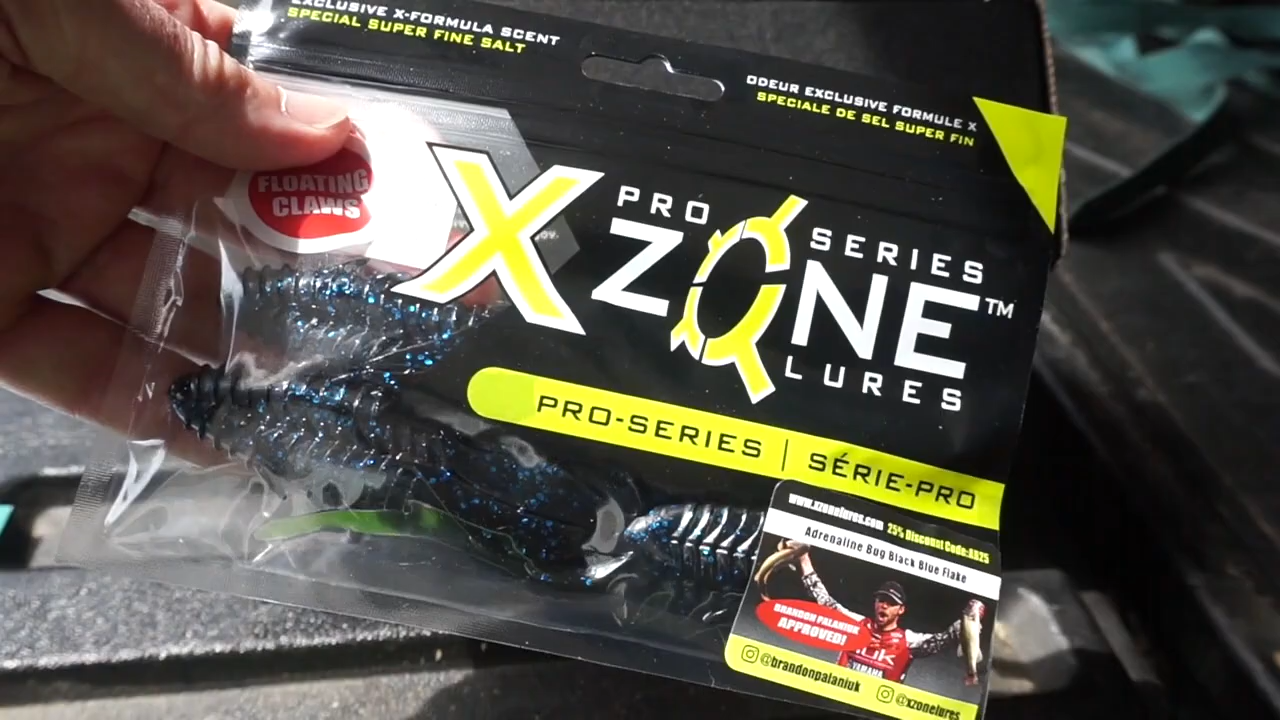 EXCLUSIVE X-FORMULA SCENT
SPECIAL SUPER FINE SALT
ODEUR EXCLUSIVE FORMULE X
SPECIALE DE SEL SUPER FIN
FLOATING
CLAWS
PRO SERIES
X ZONE™
LURES
PRO-SERIES | SÉRIE-PRO
www.xzonelures.com 25% Discount Code:AR25
Adrenaline Bug Black Blue Flake
BRANDON PALANIUK
APPROVED!
YAMAHA
@brandonpalaniuk
@xzonelures